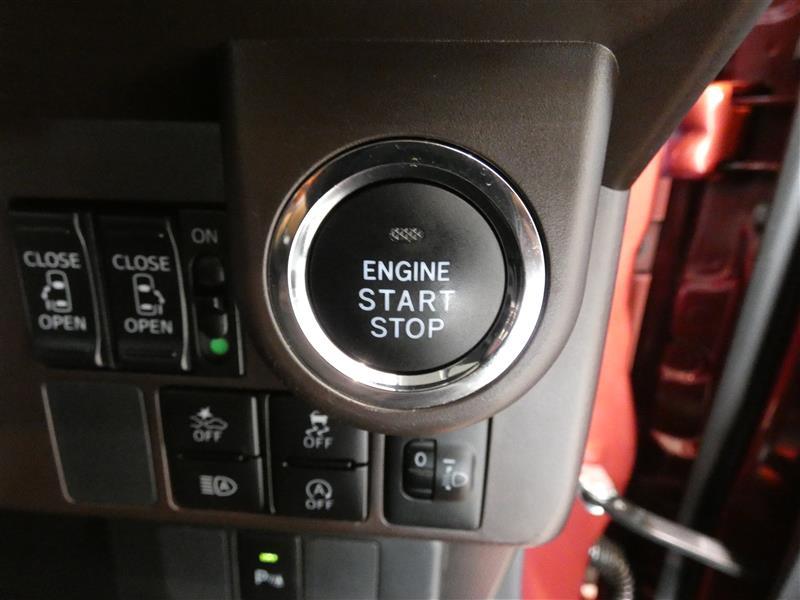 ENGINE
START
STOP
CLOSE
OPEN
CLOSE
OPEN
ON
OFF
OFF
A
A
OFF
0